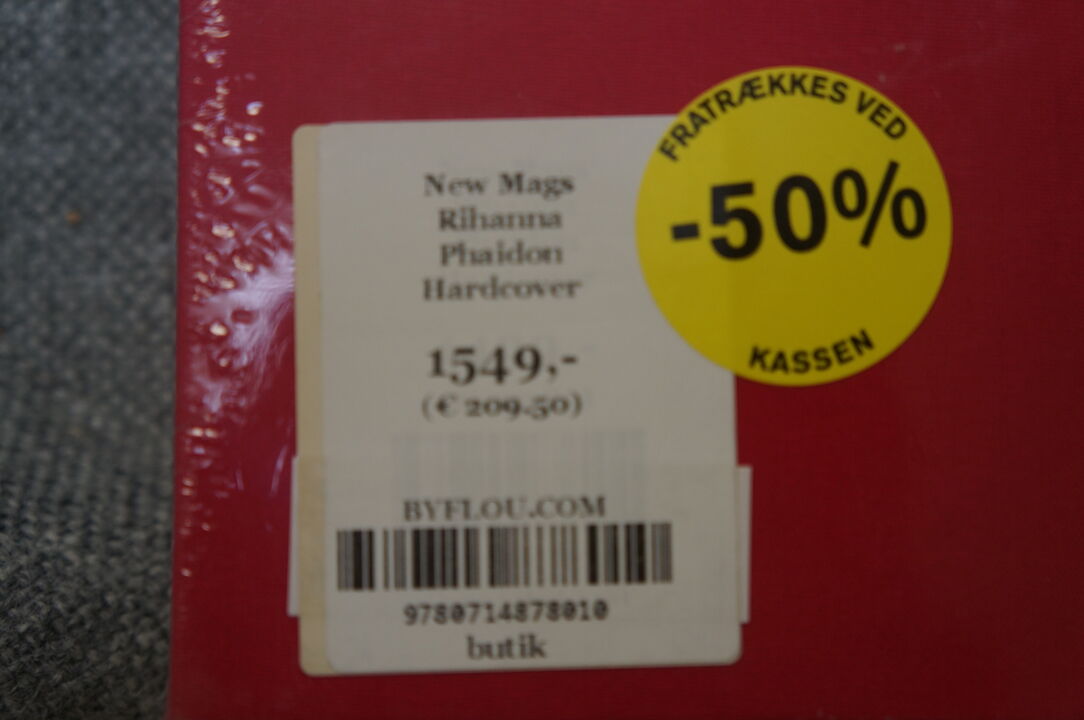 New Mags
Rihanna
Phaidon
Hardcover
1549,-
(€ 209.50)
BYFLOU.COM
9780714878010
butik
FRATRÆKKES VED
-50%
KASSEN